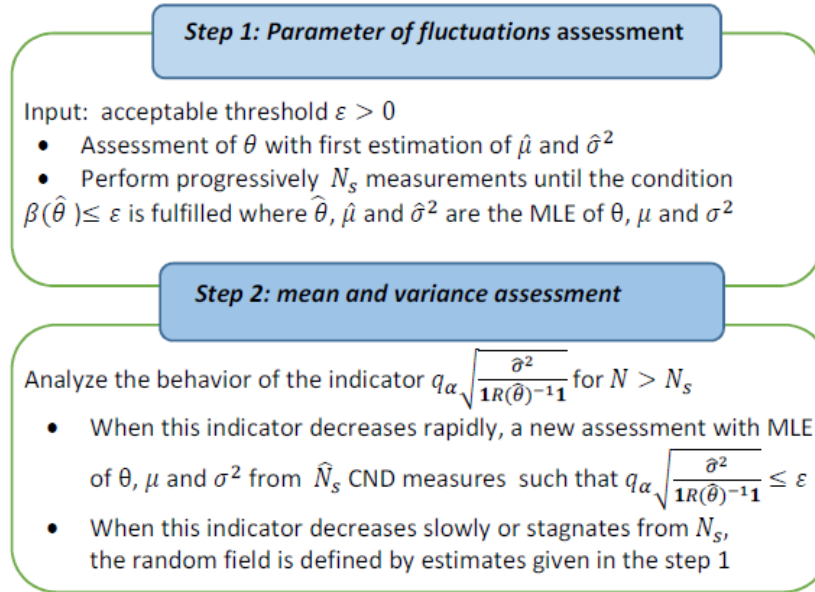 Step 1: Parameter of fluctuations assessment
Input: acceptable threshold ε > 0
• Assessment of θ with first estimation of μ̂ and σ̂²
• Perform progressively Nₛ measurements until the condition
β(θ̂ )≤ ε is fulfilled where θ̂, μ̂ and σ̂² are the MLE of θ, μ and σ²
Step 2: mean and variance assessment
Analyze the behavior of the indicator q_α √(σ̂² / 1R(θ̂)⁻¹1) for N > Nₛ
• When this indicator decreases rapidly, a new assessment with MLE
of θ, μ and σ² from N̂ₛ CND measures such that q_α √(σ̂² / 1R(θ̂)⁻¹1) ≤ ε
• When this indicator decreases slowly or stagnates from Nₛ,
the random field is defined by estimates given in the step 1